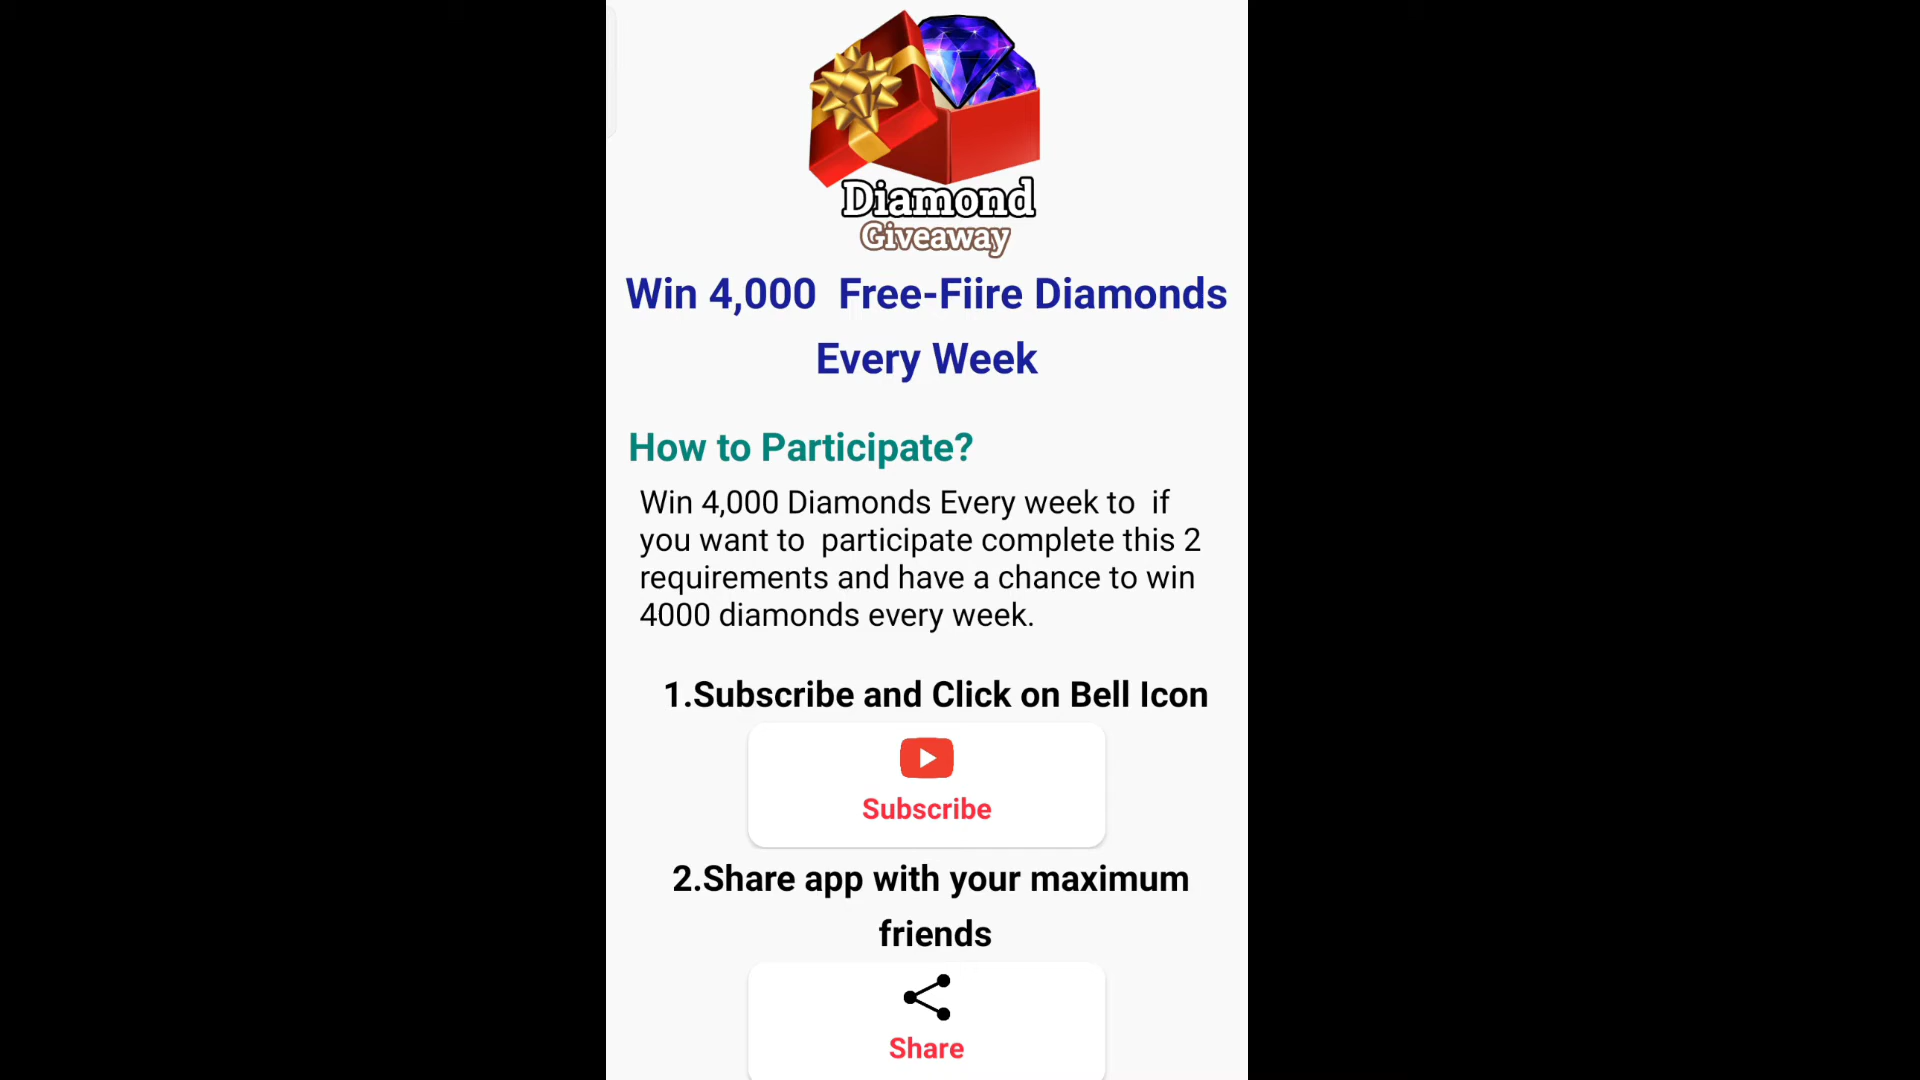 Diamond
Giveaway
Win 4,000 Free-Fiire Diamonds
Every Week
How to Participate?
Win 4,000 Diamonds Every week to if
you want to participate complete this 2
requirements and have a chance to win
4000 diamonds every week.
1.Subscribe and Click on Bell Icon
Subscribe
2.Share app with your maximum
friends
Share